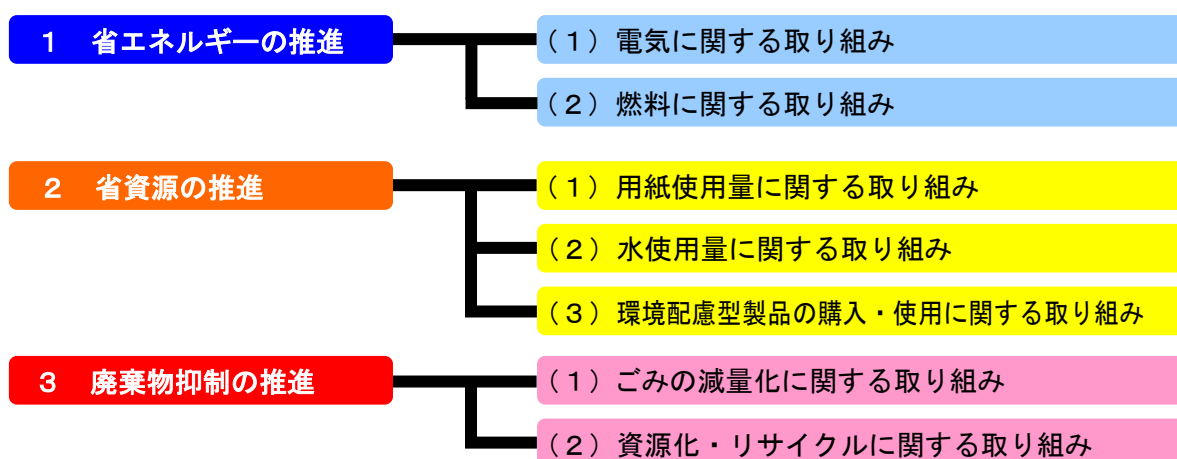 1 省エネルギーの推進
(1)電気に関する取り組み
(2)燃料に関する取り組み
2 省資源の推進
(1)用紙使用量に関する取り組み
(2)水使用量に関する取り組み
(3)環境配慮型製品の購入・使用に関する取り組み
3 廃棄物抑制の推進
(1)ごみの減量化に関する取り組み
(2)資源化・リサイクルに関する取り組み